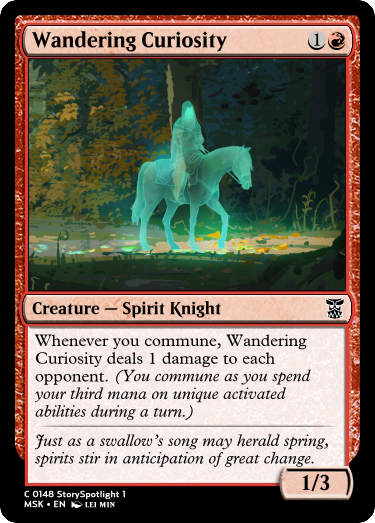 Wandering Curiosity 1
Creature — Spirit Knight
Whenever you commune, Wandering
Curiosity deals 1 damage to each
opponent. (You commune as you spend
your third mana on unique activated
abilities during a turn.)
Just as a swallow's song may herald spring,
spirits stir in anticipation of great change.
1/3
C 0148 StorySpotlight 1
MSK • EN LEI MIN